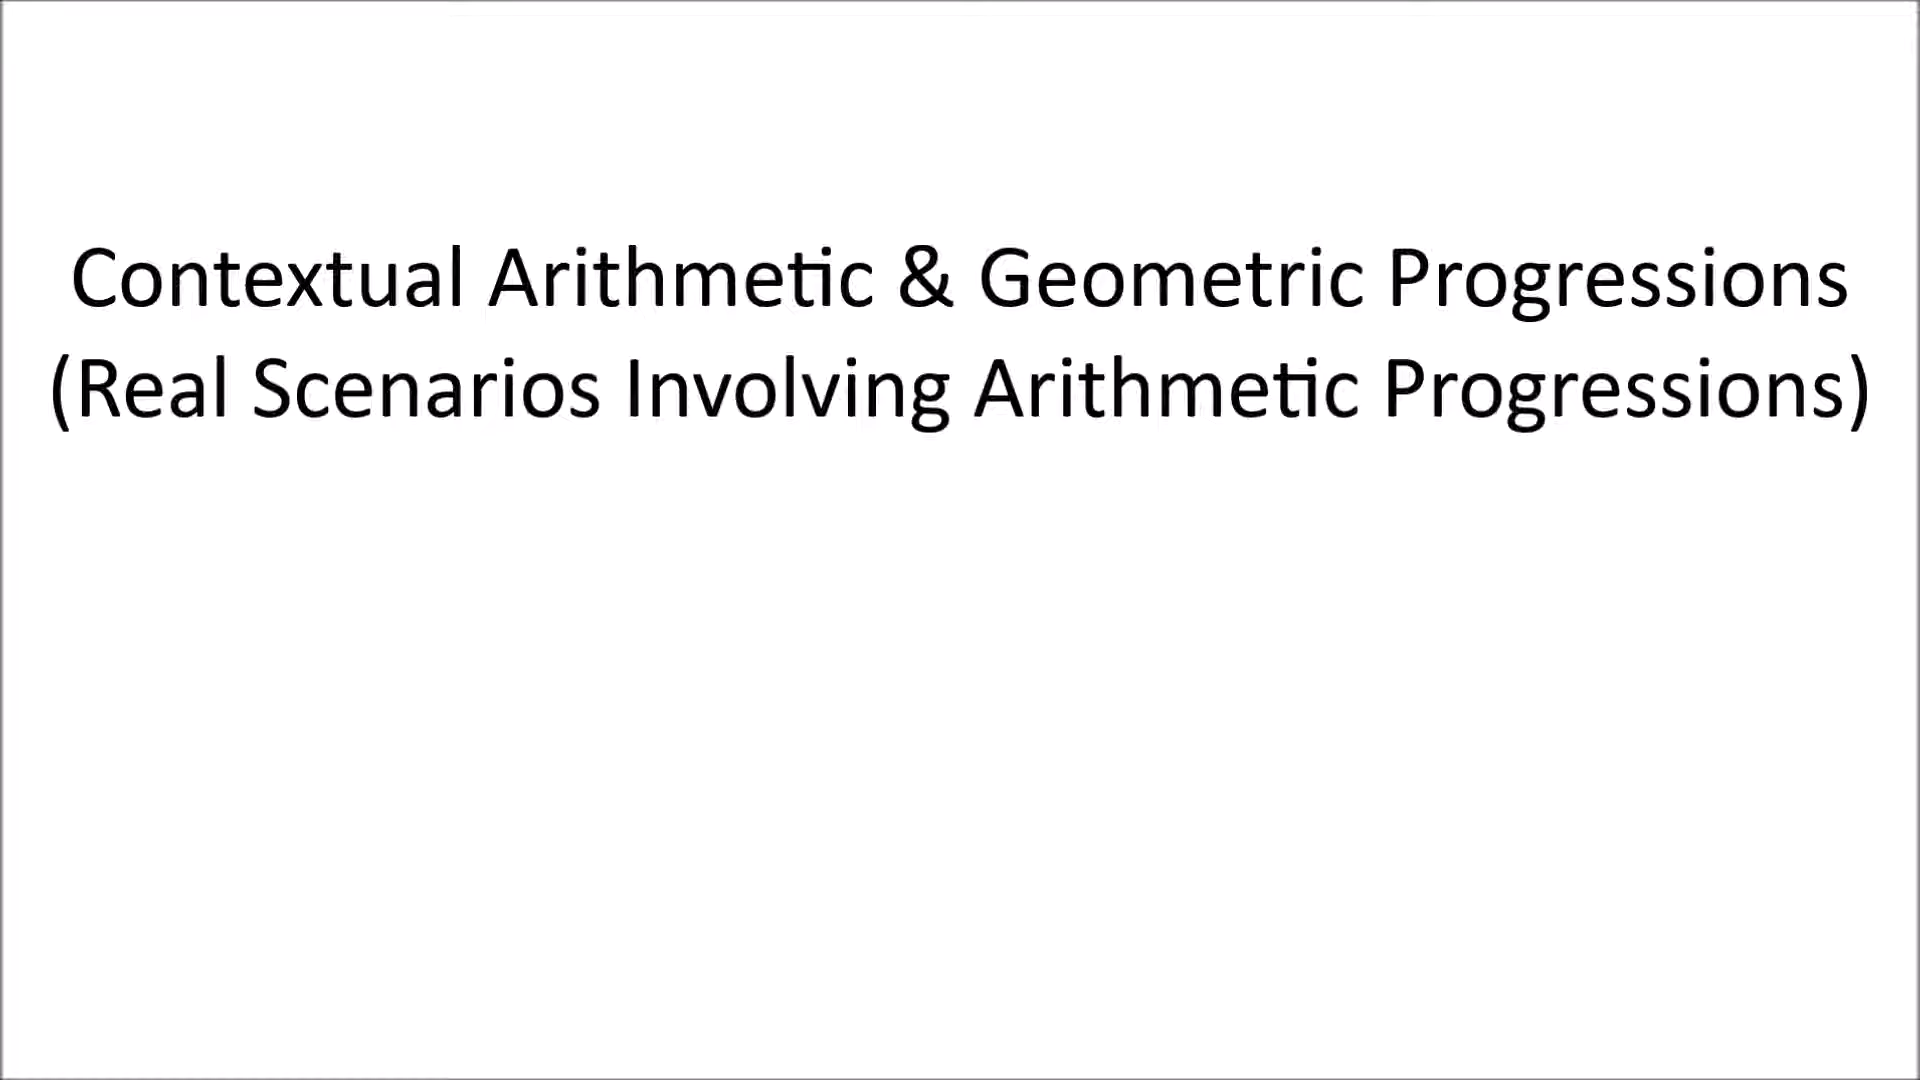 Contextual Arithmetic & Geometric Progressions
(Real Scenarios Involving Arithmetic Progressions)